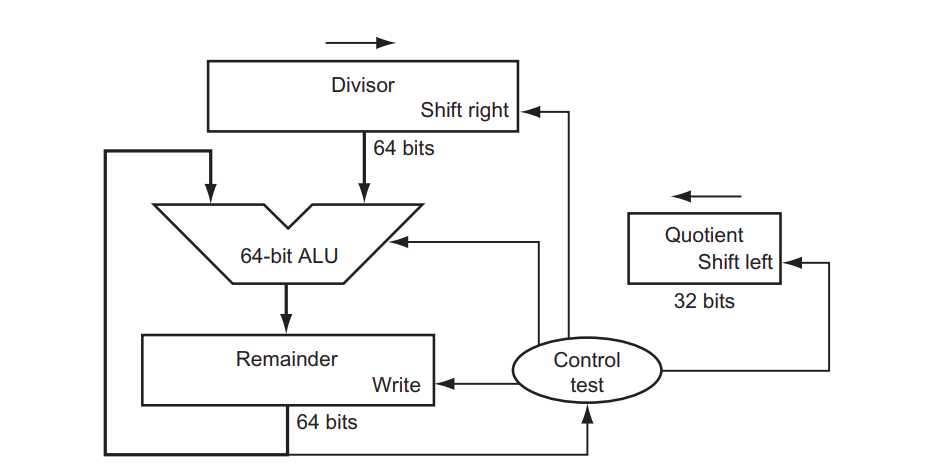 Divisor
Shift right
64 bits
Quotient
64-bit ALU
Shift left
32 bits
Remainder
Control
Write
test
64 bits